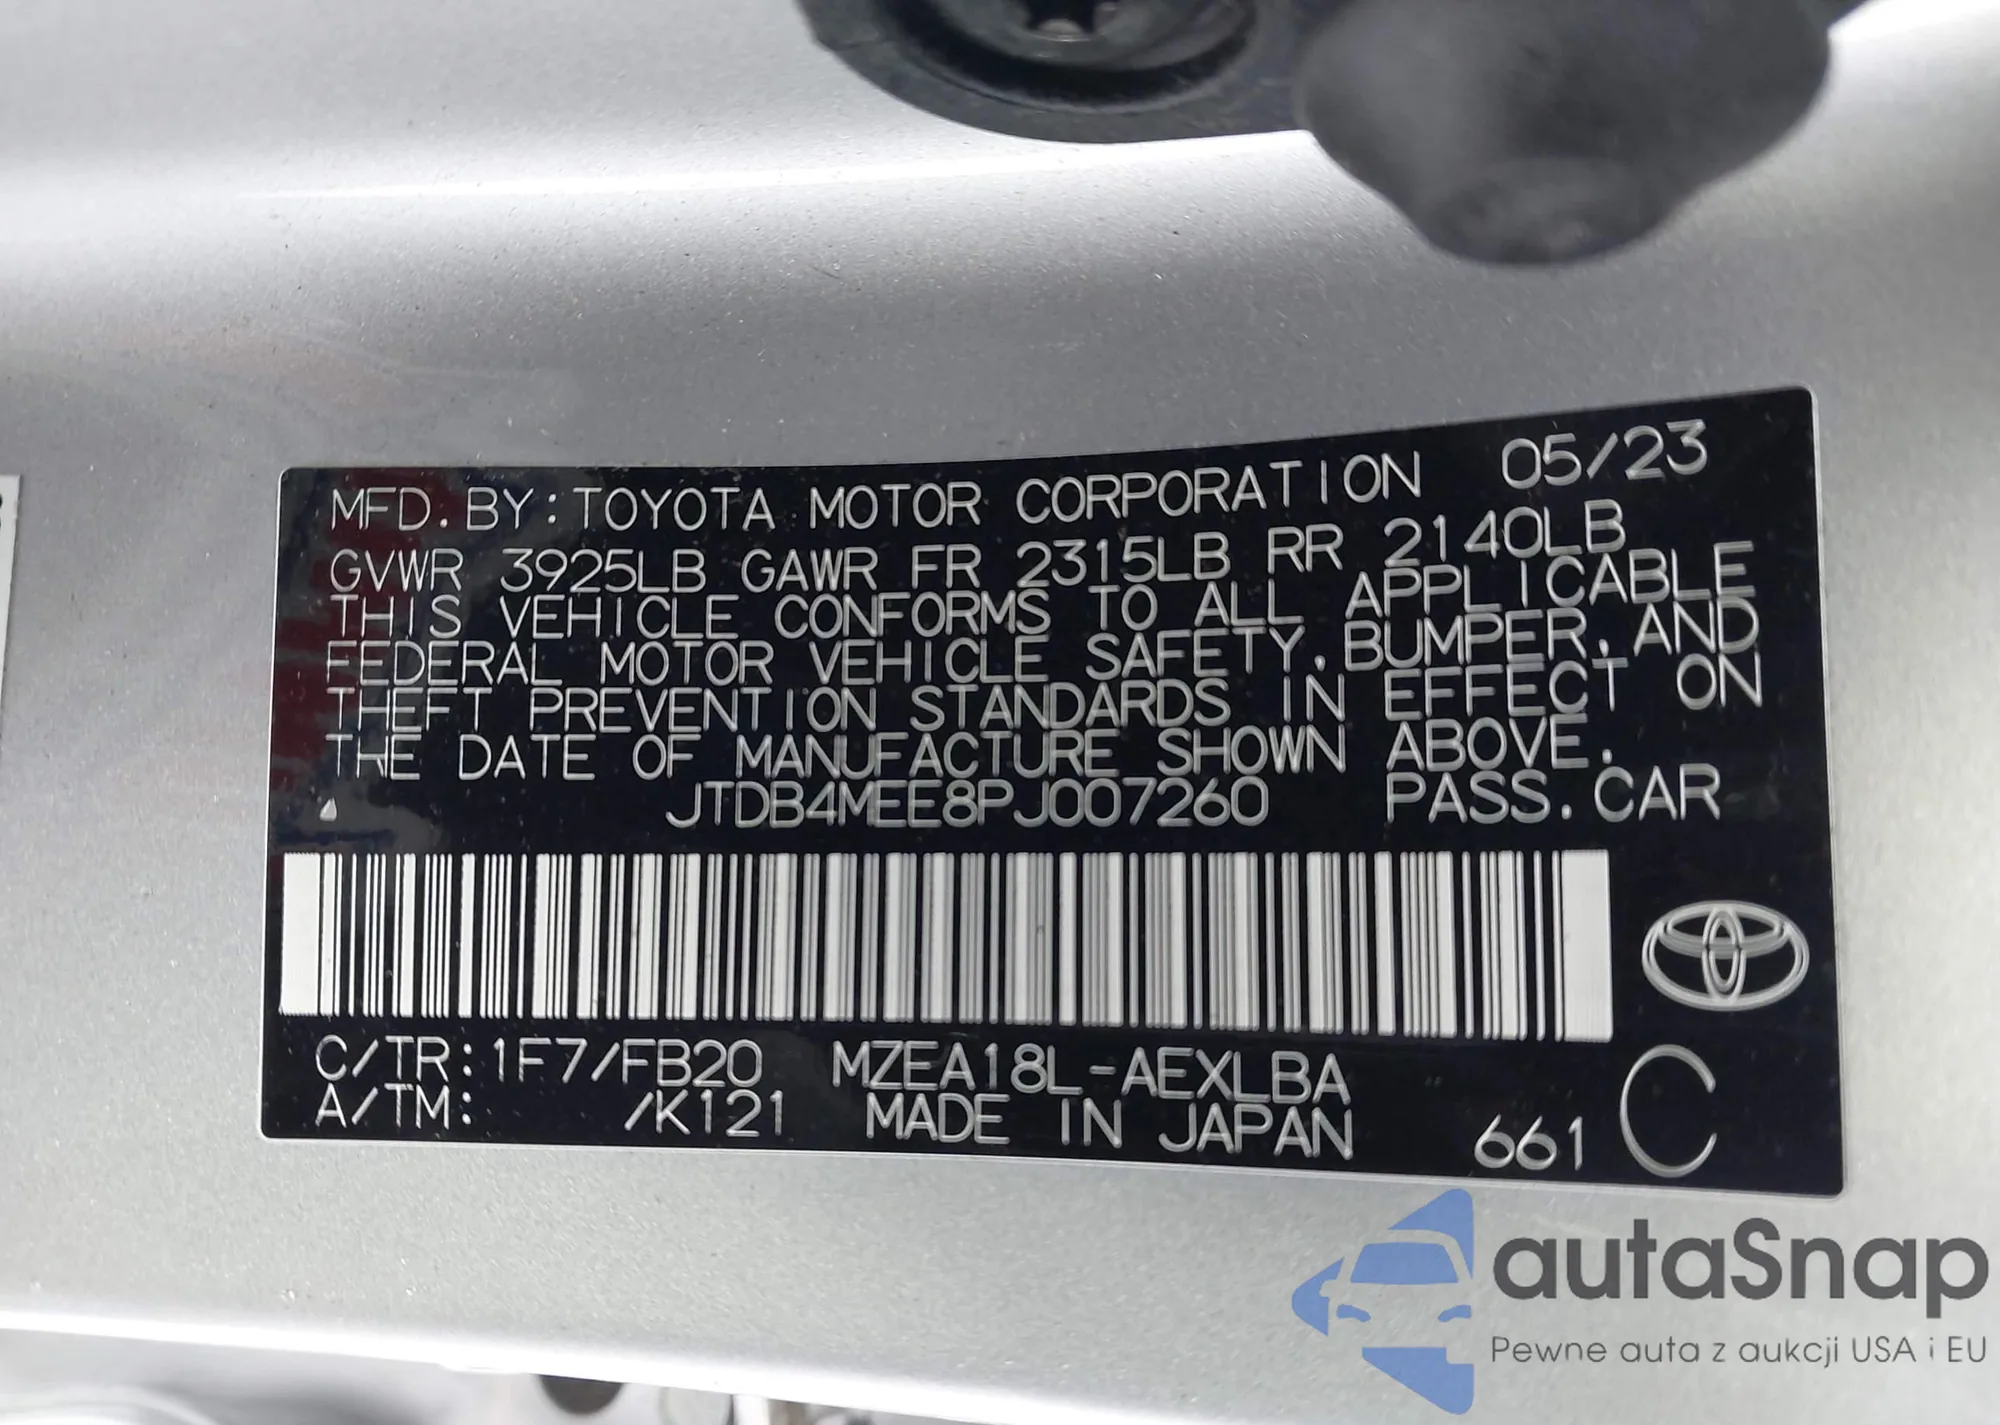 MFD. BY: TOYOTA MOTOR CORPORATION 05/23
GVWR 3925LB GAWR FR 2315LB RR 2140LB
THIS VEHICLE CONFORMS TO ALL APPLICABLE
FEDERAL MOTOR VEHICLE SAFETY, BUMPER, AND
THEFT PREVENTION STANDARDS IN EFFECT ON
THE DATE OF MANUFACTURE SHOWN ABOVE.
JTDB4MEE8PJ007260 PASS. CAR
C/TR: 1F7/FB20 MZEA18L-AEXLBA
A/TM: /K121 MADE IN JAPAN 661 C
autaSnap
Pewne auta z aukcji USA i EU